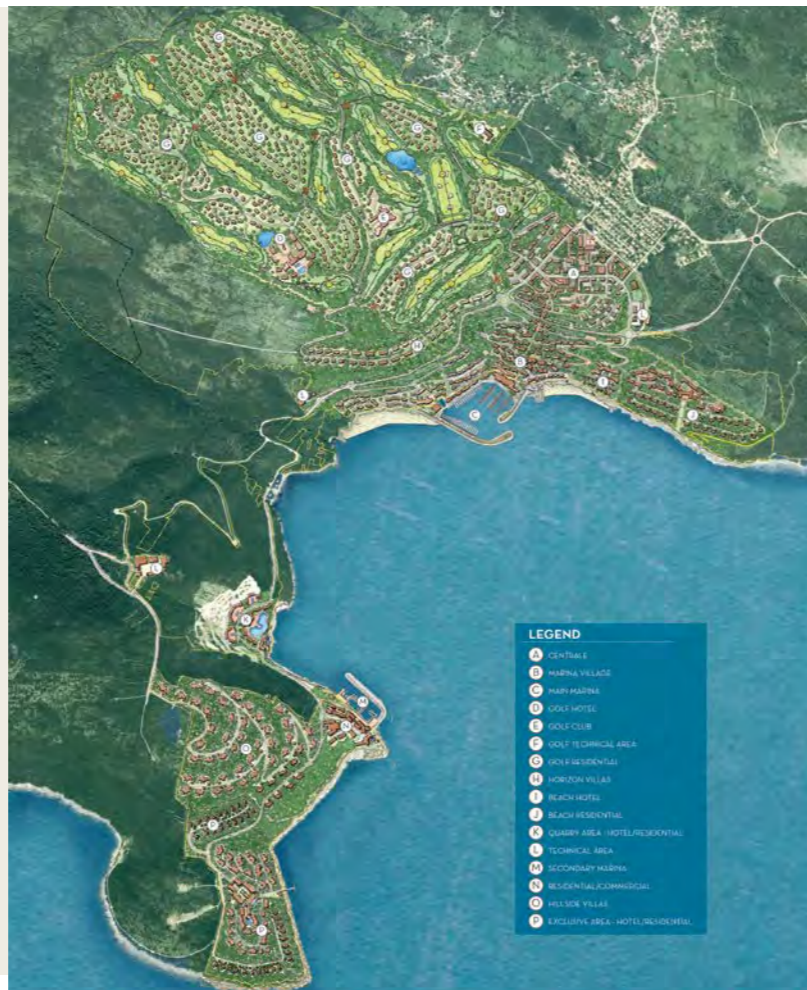 G
G
G
G
F
G
G
E
D
G
G
A
L
H
B
I
L
C
J
L
K
M
N
O
P
P
LEGEND
A CENTRALE
B MARINA VILLAGE
C MAIN MARINA
D GOLF HOTEL
E GOLF CLUB
F GOLF TECHNICAL AREA
G GOLF RESIDENTIAL
H HORIZON VILLAS
I BEACH HOTEL
J BEACH RESIDENTIAL
K QUARRY AREA - HOTEL/RESIDENTIAL
L TECHNICAL AREA
M SECONDARY MARINA
N RESIDENTIAL/COMMERCIAL
O HILLSIDE VILLAS
P EXCLUSIVE AREA - HOTEL/RESIDENTIAL